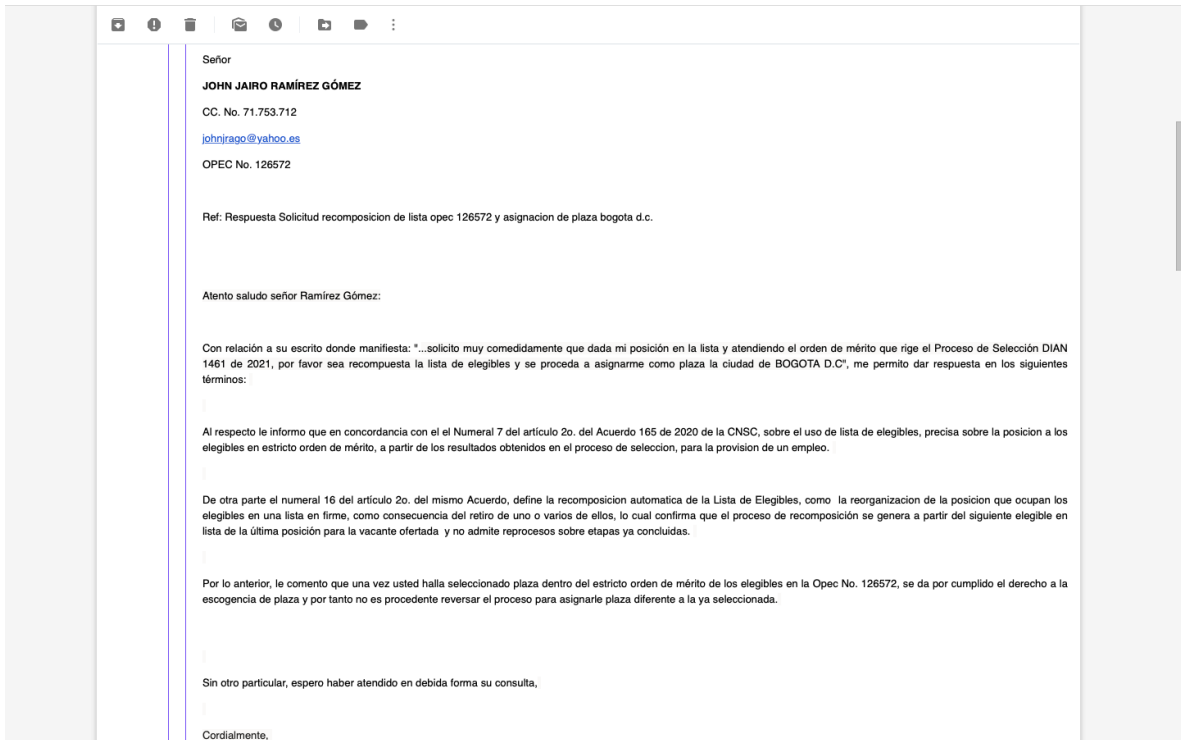 Señor
JOHN JAIRO RAMÍREZ GÓMEZ
CC. No. 71.753.712
johnjrago@yahoo.es
OPEC No. 126572
Ref: Respuesta Solicitud recomposicion de lista opec 126572 y asignacion de plaza bogota d.c.
Atento saludo señor Ramírez Gómez:
Con relación a su escrito donde manifiesta: "...solicito muy comedidamente que dada mi posición en la lista y atendiendo el orden de mérito que rige el Proceso de Selección DIAN
1461 de 2021, por favor sea recompuesta la lista de elegibles y se proceda a asignarme como plaza la ciudad de BOGOTA D.C", me permito dar respuesta en los siguientes
términos:
Al respecto le informo que en concordancia con el el Numeral 7 del artículo 2o. del Acuerdo 165 de 2020 de la CNSC, sobre el uso de lista de elegibles, precisa sobre la posicion a los
elegibles en estricto orden de mérito, a partir de los resultados obtenidos en el proceso de seleccion, para la provision de un empleo.
De otra parte el numeral 16 del artículo 2o. del mismo Acuerdo, define la recomposicion automatica de la Lista de Elegibles, como la reorganizacion de la posicion que ocupan los
elegibles en una lista en firme, como consecuencia del retiro de uno o varios de ellos, lo cual confirma que el proceso de recomposición se genera a partir del siguiente elegible en
lista de la última posición para la vacante ofertada y no admite reprocesos sobre etapas ya concluidas.
Por lo anterior, le comento que una vez usted halla seleccionado plaza dentro del estricto orden de mérito de los elegibles en la Opec No. 126572, se da por cumplido el derecho a la
escogencia de plaza y por tanto no es procedente reversar el proceso para asignarle plaza diferente a la ya seleccionada.
Sin otro particular, espero haber atendido en debida forma su consulta,
Cordialmente,